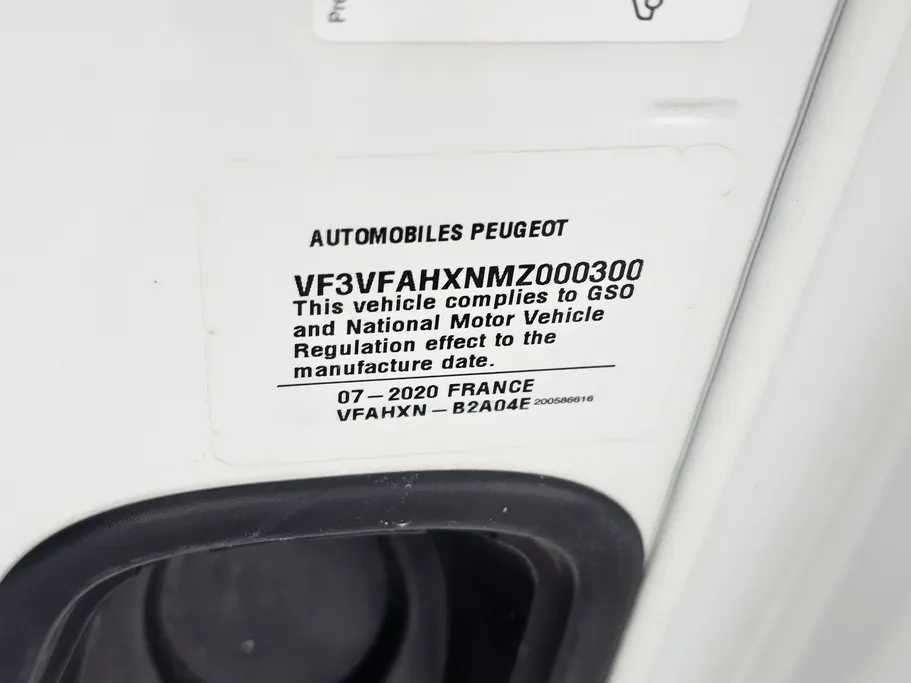 Pre
AUTOMOBILES PEUGEOT
VF3VFAHXNMZ000300
This vehicle complies to GSO
and National Motor Vehicle
Regulation effect to the
manufacture date.
07–2020 FRANCE
VFAHXN–B2A04E 200586616